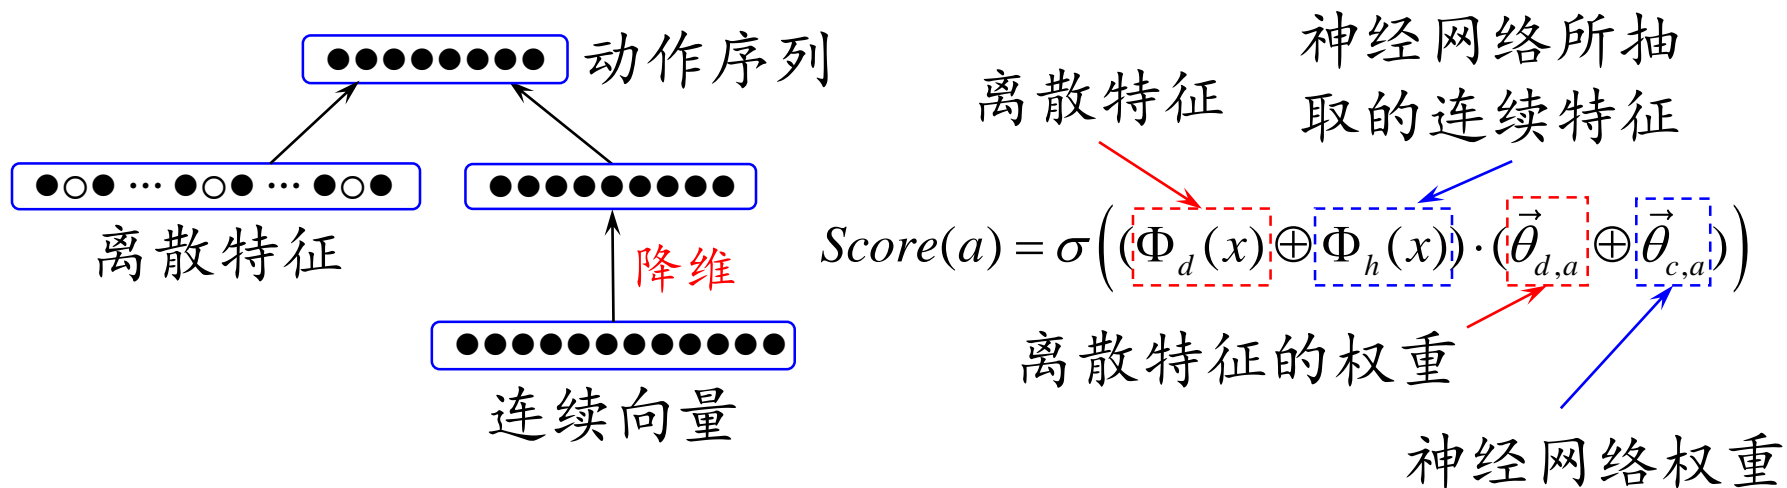 动作序列
离散特征
降维
连续向量
离散特征
神经网络所抽
取的连续特征
Score(a) = σ((Φ_d(x)⊕Φ_h(x))·(θ⃗_{d,a}⊕θ⃗_{c,a}))
离散特征的权重
神经网络权重